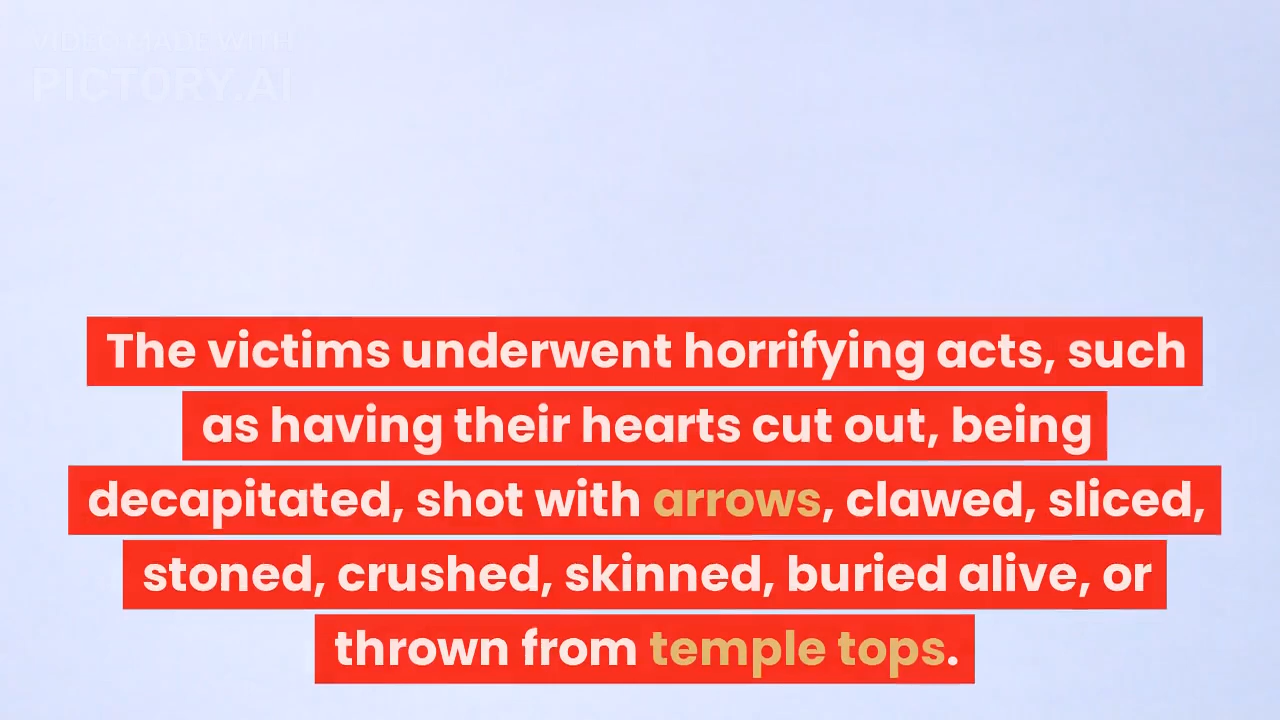 VIDEO MADE WITH
PICTORY.AI
The victims underwent horrifying acts, such
as having their hearts cut out, being
decapitated, shot with arrows, clawed, sliced,
stoned, crushed, skinned, buried alive, or
thrown from temple tops.